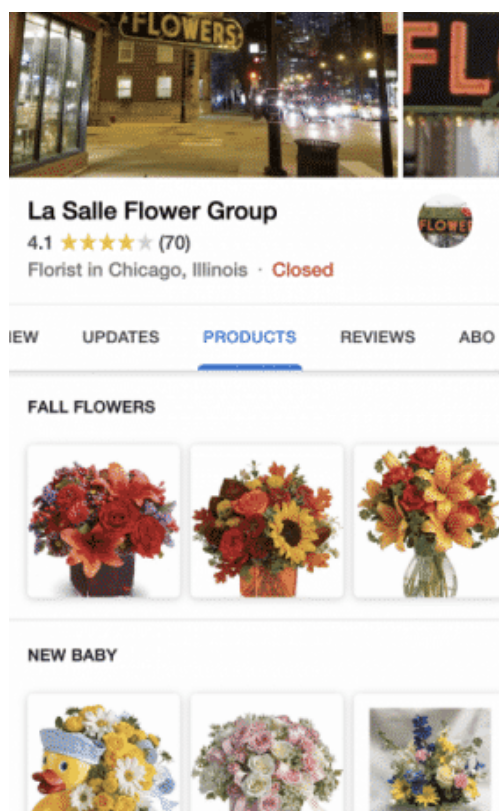 FLOWERS
FL
La Salle Flower Group
4.1 (70)
FLOWE
Florist in Chicago, Illinois · Closed
IEW UPDATES PRODUCTS REVIEWS ABO
FALL FLOWERS
NEW BABY